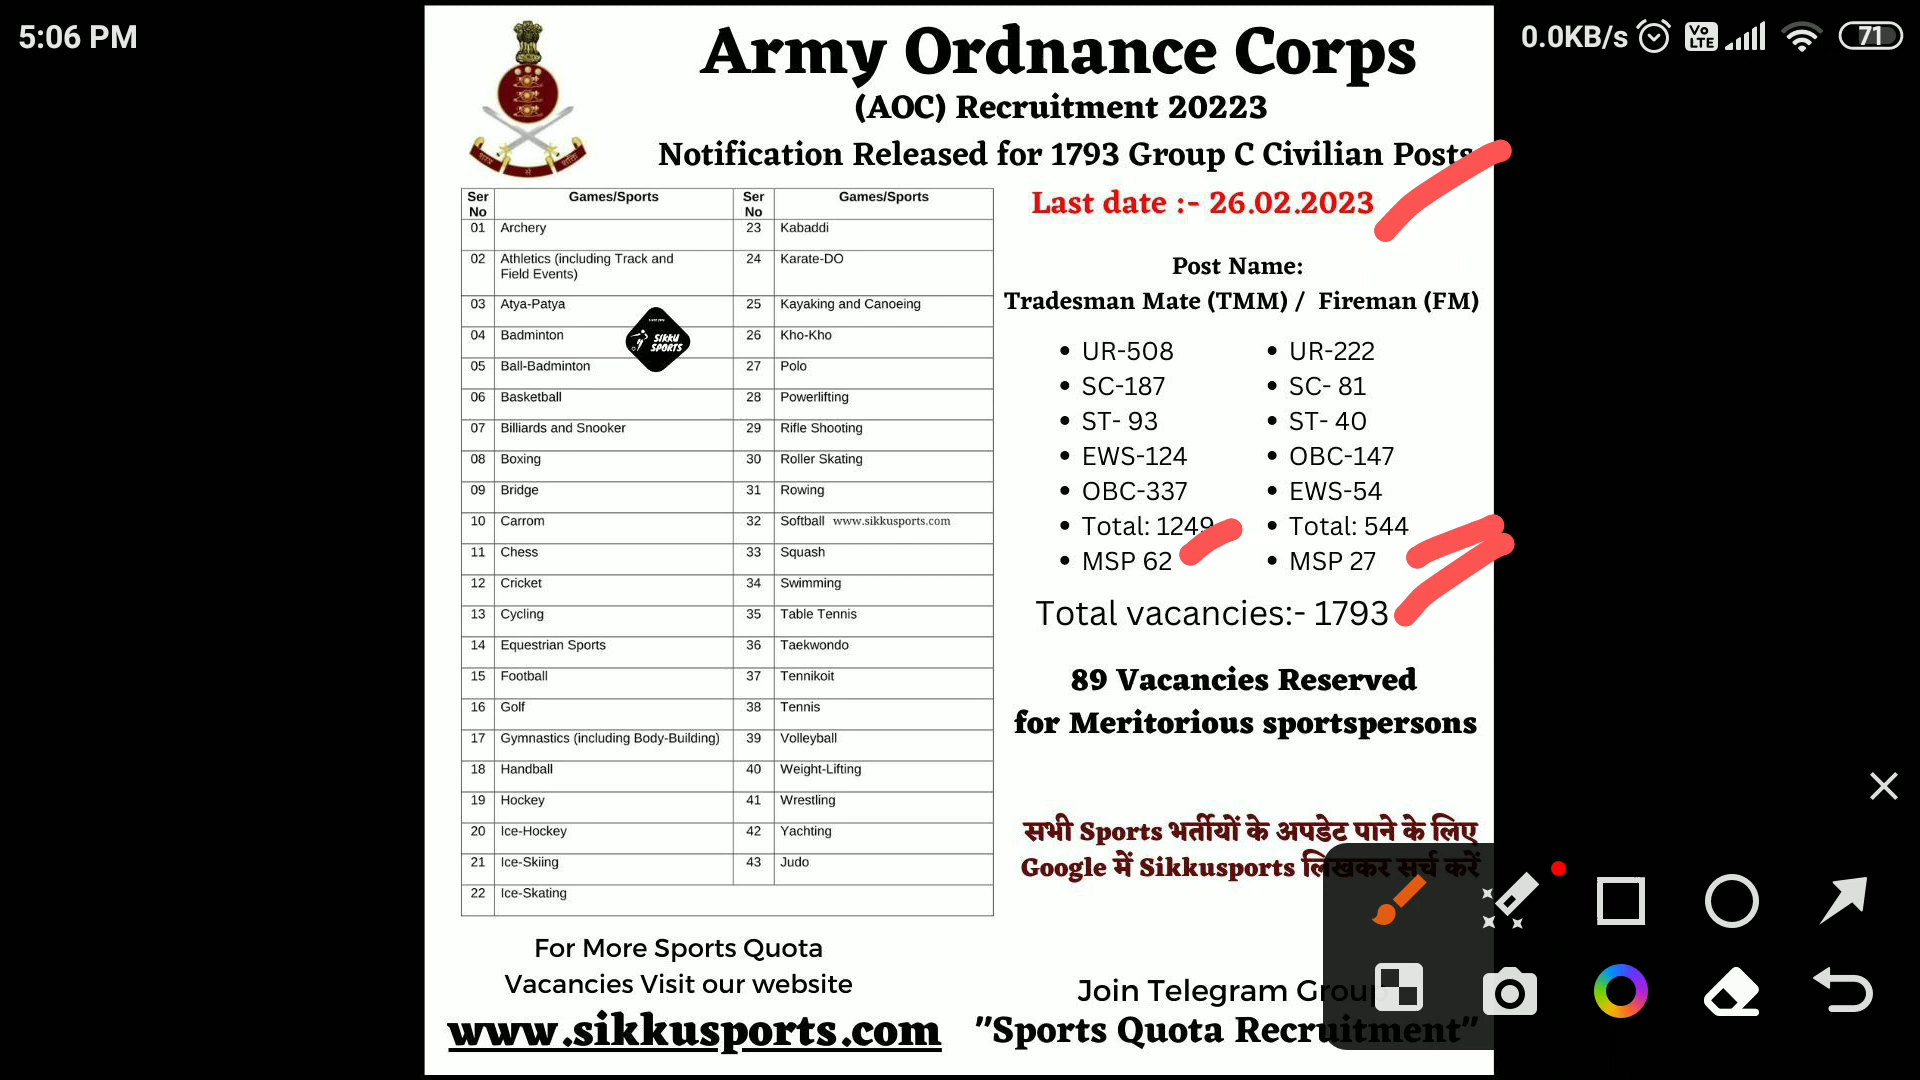 5:06 PM
0.0KB/s
Vo
LTE
71
Army Ordnance Corps
(AOC) Recruitment 20223
Notification Released for 1793 Group C Civilian Posts
Ser No Games/Sports Ser No Games/Sports
01 Archery 23 Kabaddi
02 Athletics (including Track and Field Events) 24 Karate-DO
03 Atya-Patya 25 Kayaking and Canoeing
04 Badminton 26 Kho-Kho
05 Ball-Badminton 27 Polo
06 Basketball 28 Powerlifting
07 Billiards and Snooker 29 Rifle Shooting
08 Boxing 30 Roller Skating
09 Bridge 31 Rowing
10 Carrom 32 Softball www.sikkusports.com
11 Chess 33 Squash
12 Cricket 34 Swimming
13 Cycling 35 Table Tennis
14 Equestrian Sports 36 Taekwondo
15 Football 37 Tennikoit
16 Golf 38 Tennis
17 Gymnastics (including Body-Building) 39 Volleyball
18 Handball 40 Weight-Lifting
19 Hockey 41 Wrestling
20 Ice-Hockey 42 Yachting
21 Ice-Skiing 43 Judo
22 Ice-Skating
SIKKU
SPORTS
Last date :- 26.02.2023
Post Name:
Tradesman Mate (TMM) / Fireman (FM)
• UR-508 • UR-222
• SC-187 • SC- 81
• ST- 93 • ST- 40
• EWS-124 • OBC-147
• OBC-337 • EWS-54
• Total: 1249 • Total: 544
• MSP 62 • MSP 27
Total vacancies:- 1793
89 Vacancies Reserved
for Meritorious sportspersons
सभी Sports भर्तीयों के अपडेट पाने के लिए
Google में Sikkusports लिखकर सर्च करें
For More Sports Quota
Vacancies Visit our website
www.sikkusports.com
Join Telegram Group
"Sports Quota Recruitment"